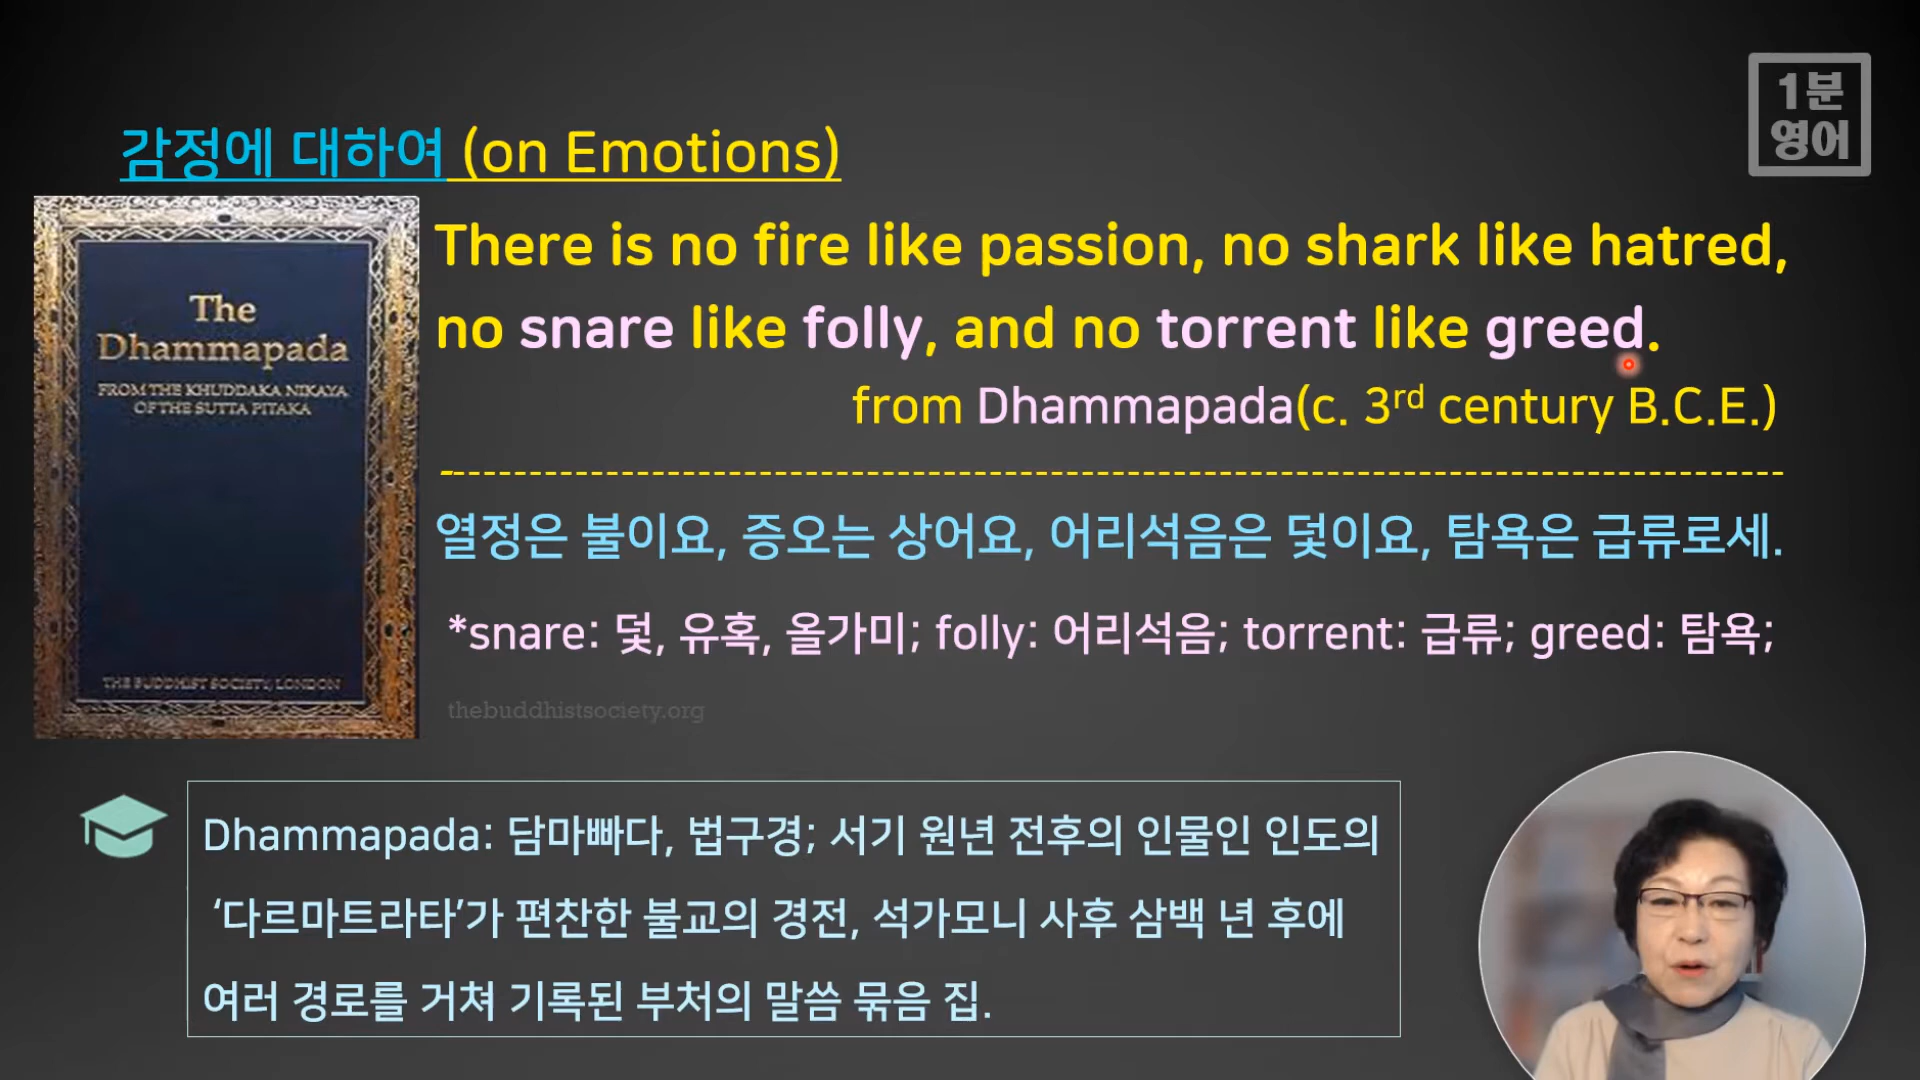 1분
영어
감정에 대하여 (on Emotions)
The
Dhammapada
FROM THE KHUDDAKA NIKAYA
OF THE SUTTA PITAKA
THE BUDDHIST SOCIETY, LONDON
There is no fire like passion, no shark like hatred,
no snare like folly, and no torrent like greed.
from Dhammapada(c. 3rd century B.C.E.)
열정은 불이요, 증오는 상어요, 어리석음은 덫이요, 탐욕은 급류로세.
*snare: 덫, 유혹, 올가미; folly: 어리석음; torrent: 급류; greed: 탐욕;
thebuddhistsociety.org
Dhammapada: 담마빠다, 법구경; 서기 원년 전후의 인물인 인도의
‘다르마트라타’가 편찬한 불교의 경전, 석가모니 사후 삼백 년 후에
여러 경로를 거쳐 기록된 부처의 말씀 묶음 집.